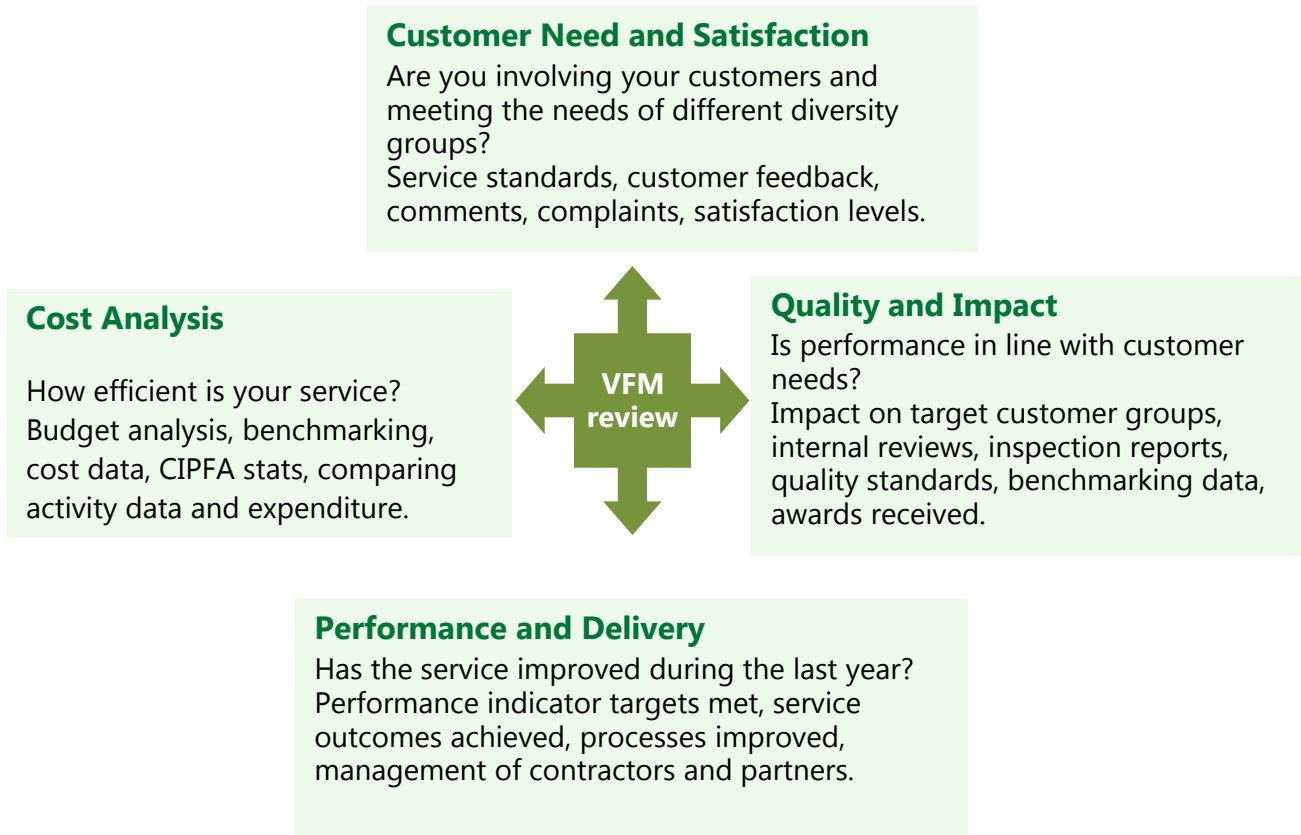 Customer Need and Satisfaction
Are you involving your customers and
meeting the needs of different diversity
groups?
Service standards, customer feedback,
comments, complaints, satisfaction levels.
Cost Analysis
How efficient is your service?
Budget analysis, benchmarking,
cost data, CIPFA stats, comparing
activity data and expenditure.
VFM
review
Quality and Impact
Is performance in line with customer
needs?
Impact on target customer groups,
internal reviews, inspection reports,
quality standards, benchmarking data,
awards received.
Performance and Delivery
Has the service improved during the last year?
Performance indicator targets met, service
outcomes achieved, processes improved,
management of contractors and partners.